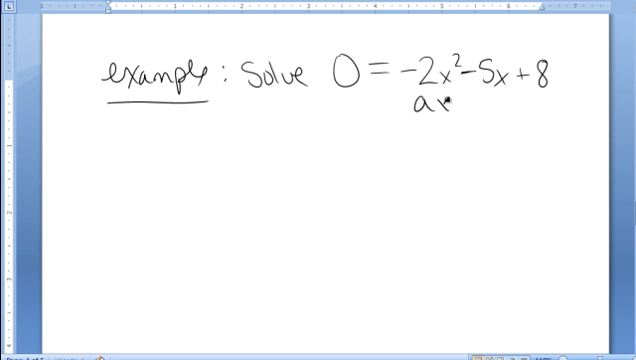 example : Solve 0 = -2x² - 5x + 8
ax